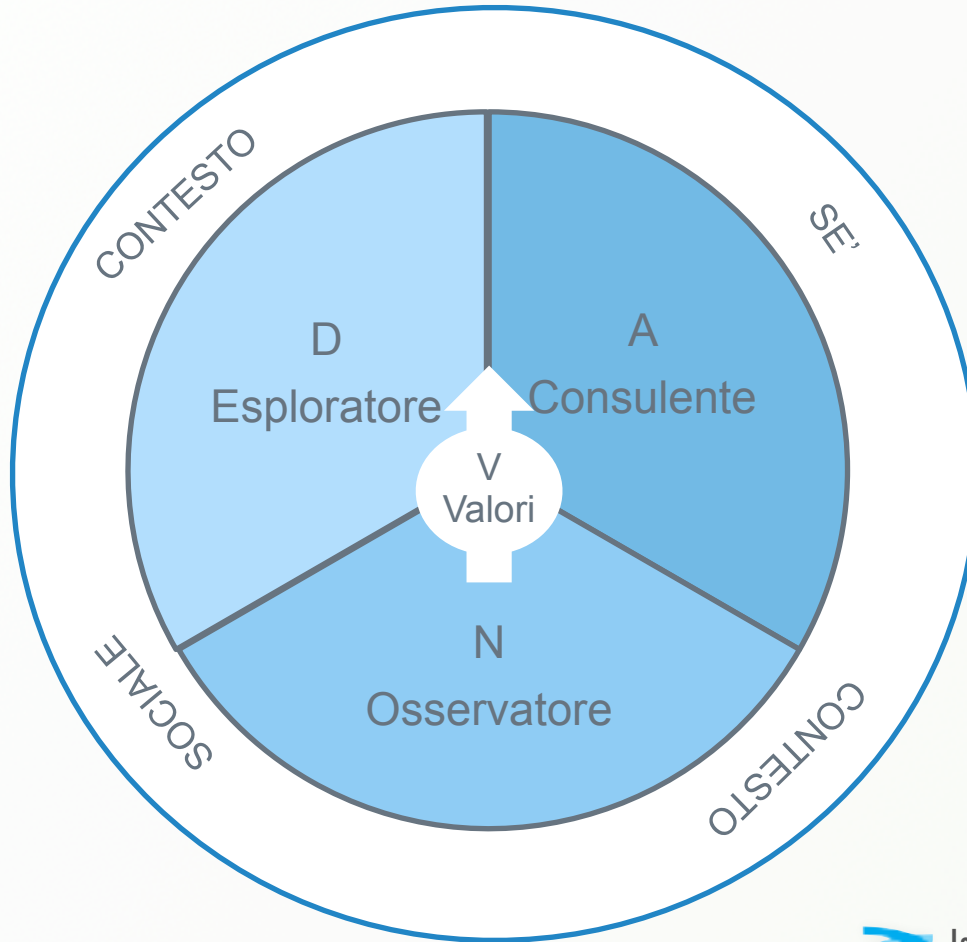 CONTESTO
SE'
D
Esploratore
A
Consulente
V
Valori
N
Osservatore
SOCIALE
CONTESTO